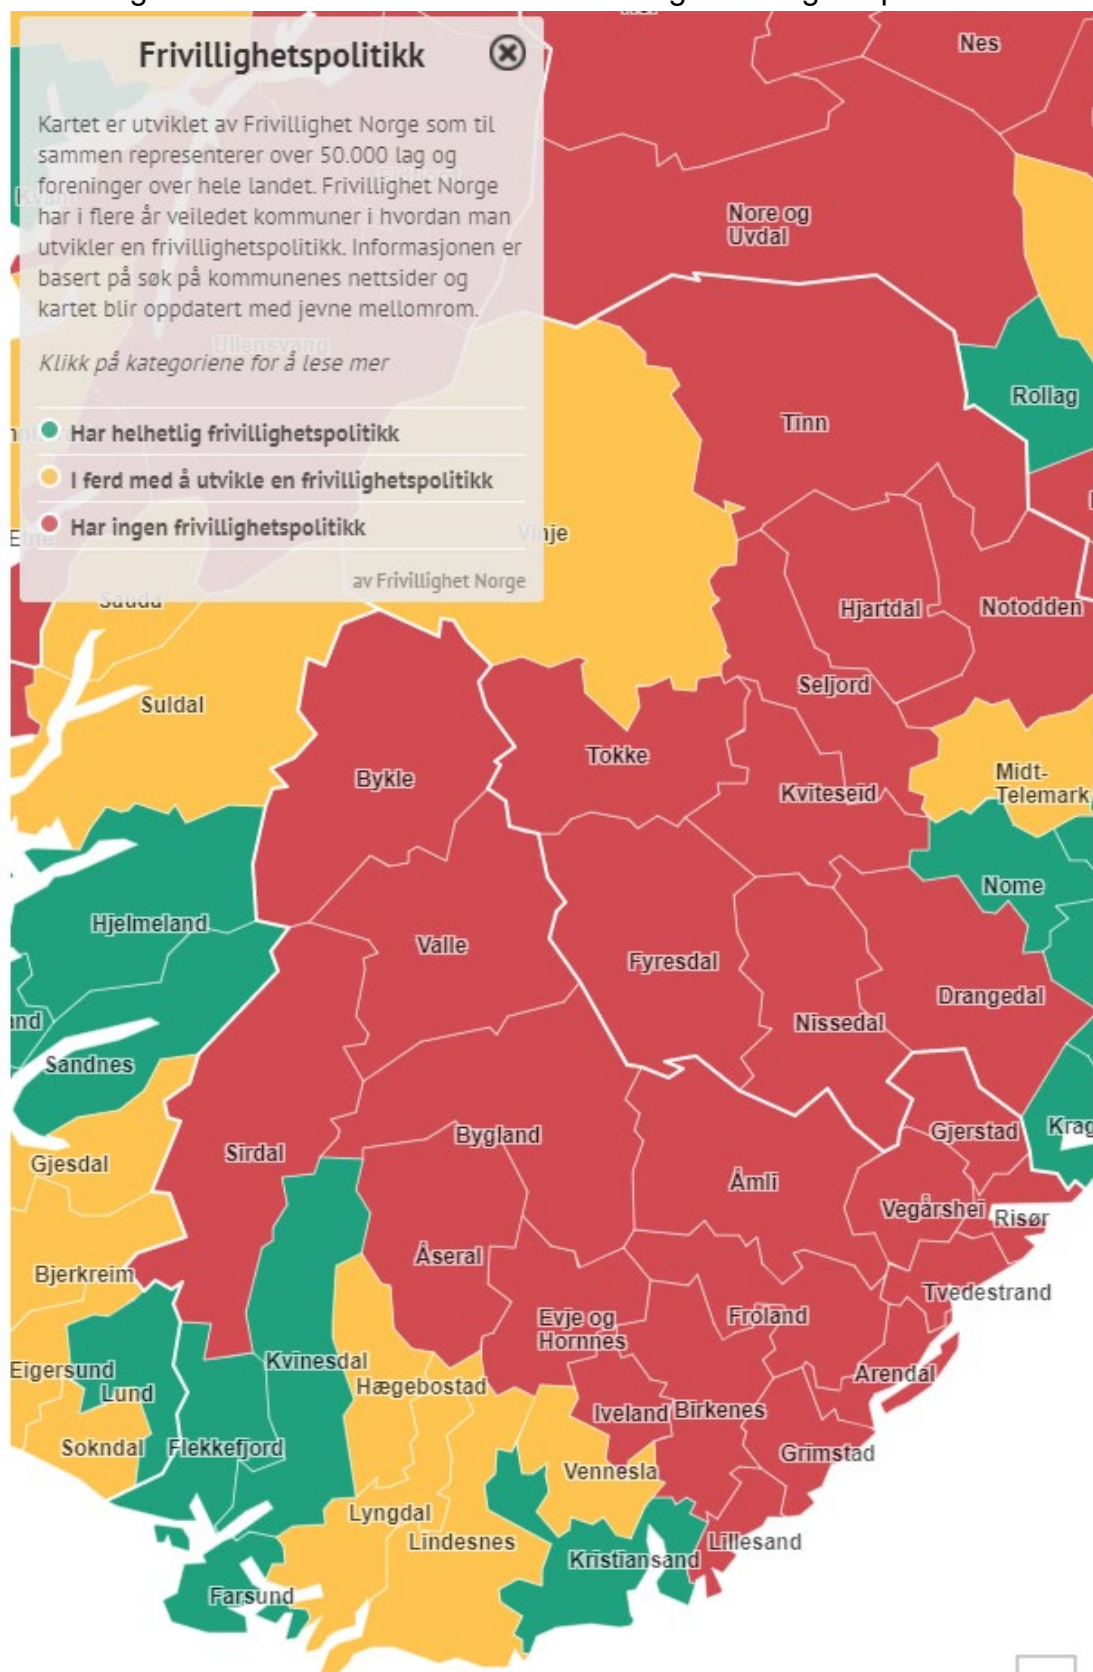 Frivillighetspolitikk
Kartet er utviklet av Frivillighet Norge som til
sammen representerer over 50.000 lag og
foreninger over hele landet. Frivillighet Norge
har i flere år veiledet kommuner i hvordan man
utvikler en frivillighetspolitikk. Informasjonen er
basert på søk på kommunenes nettsider og
kartet blir oppdatert med jevne mellomrom.
Klikk på kategoriene for å lese mer
Har helhetlig frivillighetspolitikk
I ferd med å utvikle en frivillighetspolitikk
Har ingen frivillighetspolitikk
av Frivillighet Norge
Nes
Nore og
Uvdal
Ullensvang
Rollag
Tinn
Vinje
Sauda
Hjartdal
Notodden
Seljord
Suldal
Tokke
Bykle
Kviteseid
Midt-
Telemark
Nome
Hjelmeland
Valle
Fyresdal
Drangedal
Nissedal
Sandnes
Bygland
Gjerstad
Sirdal
Gjesdal
Åmli
Vegårshei
Risør
Åseral
Bjerkreim
Tvedestrand
Evje og
Hornnes
Froland
Kvinesdal
Eigersund
Arendal
Hægebostad
Lund
Iveland
Birkenes
Sokndal
Flekkefjord
Grimstad
Vennesla
Lyngdal
Lindesnes
Lillesand
Kristiansand
Farsund